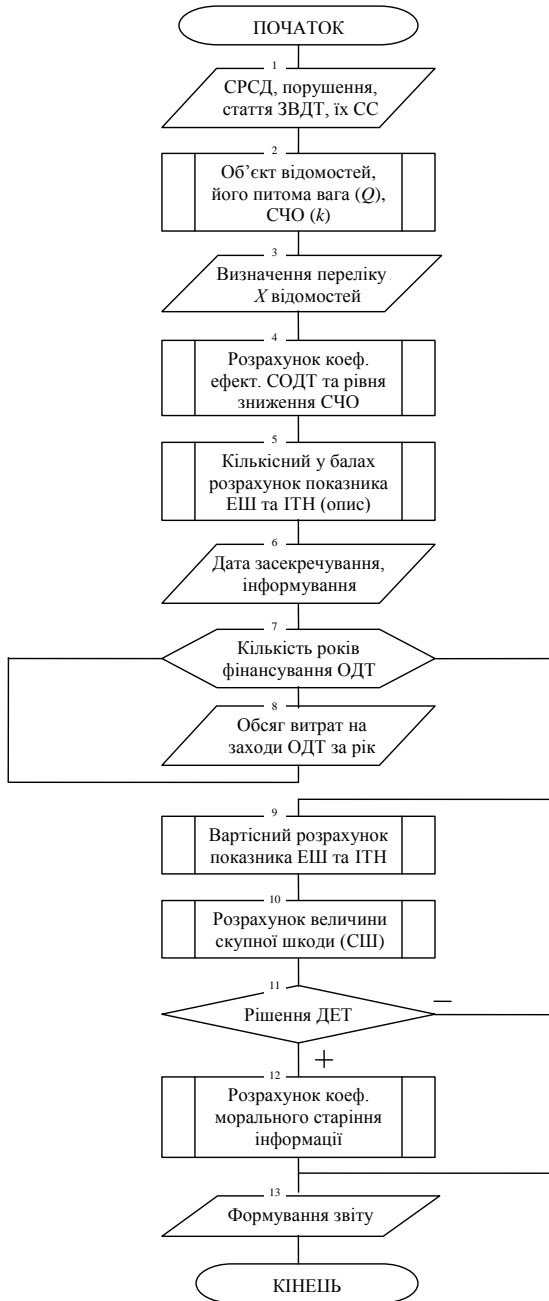 ПОЧАТОК
1
СРСД, порушення,
стаття ЗВДТ, їх СС
2
Об’єкт відомостей,
його питома вага (Q),
СЧО (k)
3
Визначення переліку
X відомостей
4
Розрахунок коеф.
ефект. СОДТ та рівня
зниження СЧО
5
Кількісний у балах
розрахунок показника
ЕШ та ІТН (опис)
6
Дата засекречування,
інформування
7
Кількість років
фінансування ОДТ
8
Обсяг витрат на
заходи ОДТ за рік
9
Вартісний розрахунок
показника ЕШ та ІТН
10
Розрахунок величини
скупної шкоди (СШ)
11
Рішення ДЕТ
—
+
12
Розрахунок коеф.
морального старіння
інформації
13
Формування звіту
КІНЕЦЬ